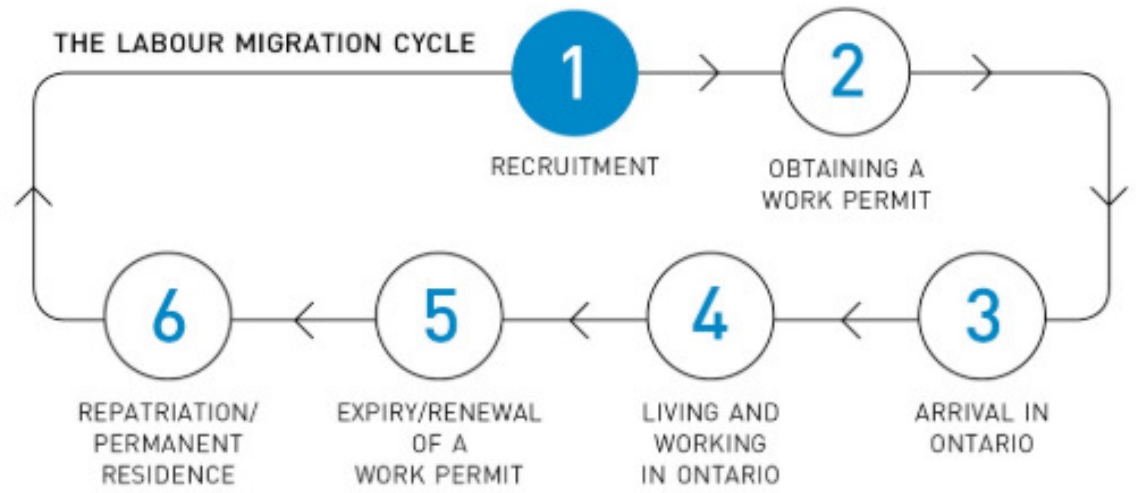 THE LABOUR MIGRATION CYCLE
1
RECRUITMENT
2
OBTAINING A
WORK PERMIT
3
ARRIVAL IN
ONTARIO
4
LIVING AND
WORKING
IN ONTARIO
5
EXPIRY/RENEWAL
OF A
WORK PERMIT
6
REPATRIATION/
PERMANENT
RESIDENCE